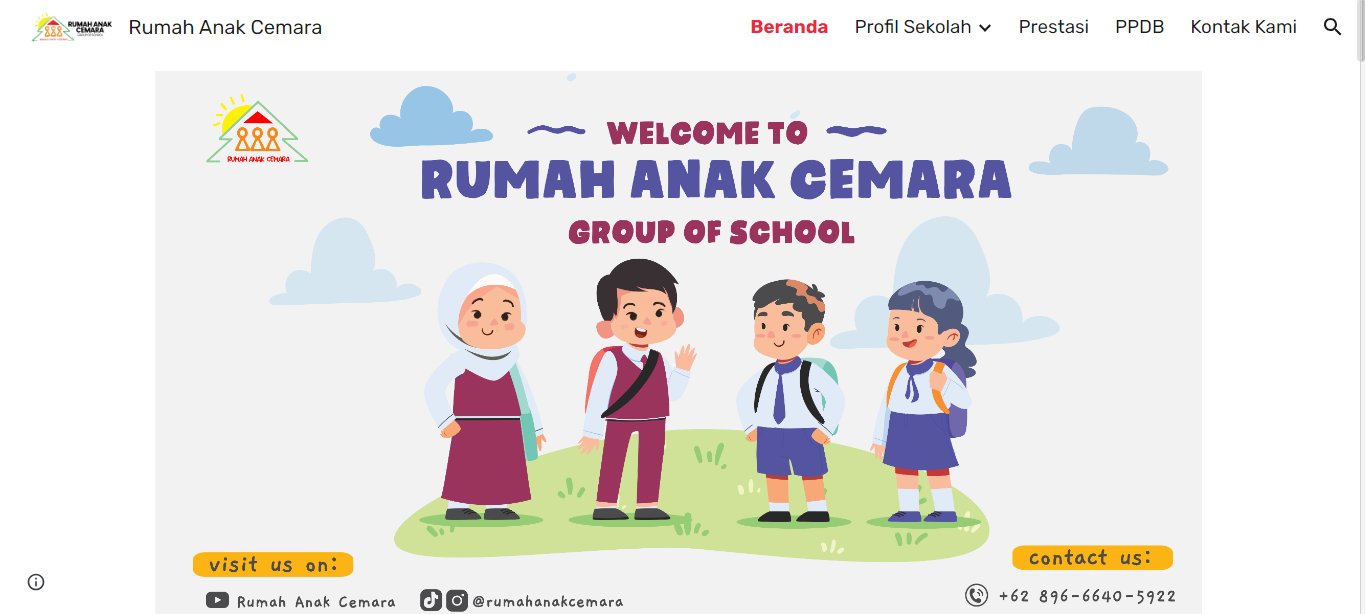 RUMAH ANAK CEMARA
Rumah Anak Cemara
Beranda
Profil Sekolah
Prestasi
PPDB
Kontak Kami
RUMAH ANAK CEMARA
WELCOME TO
RUMAH ANAK CEMARA
GROUP OF SCHOOL
visit us on:
Rumah Anak Cemara
@rumahanakcemara
contact us:
+62 896-6640-5922